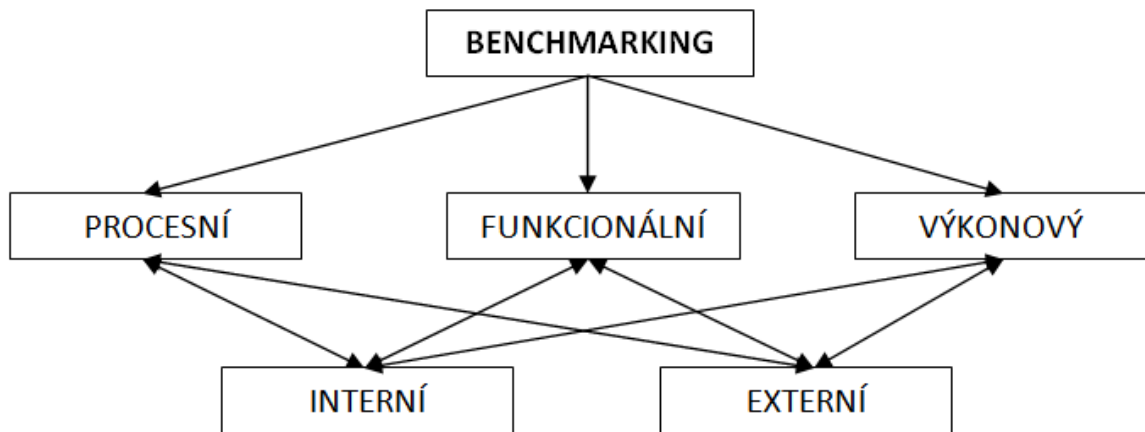 BENCHMARKING
PROCESNÍ
FUNKCIONÁLNÍ
VÝKONOVÝ
INTERNÍ
EXTERNÍ